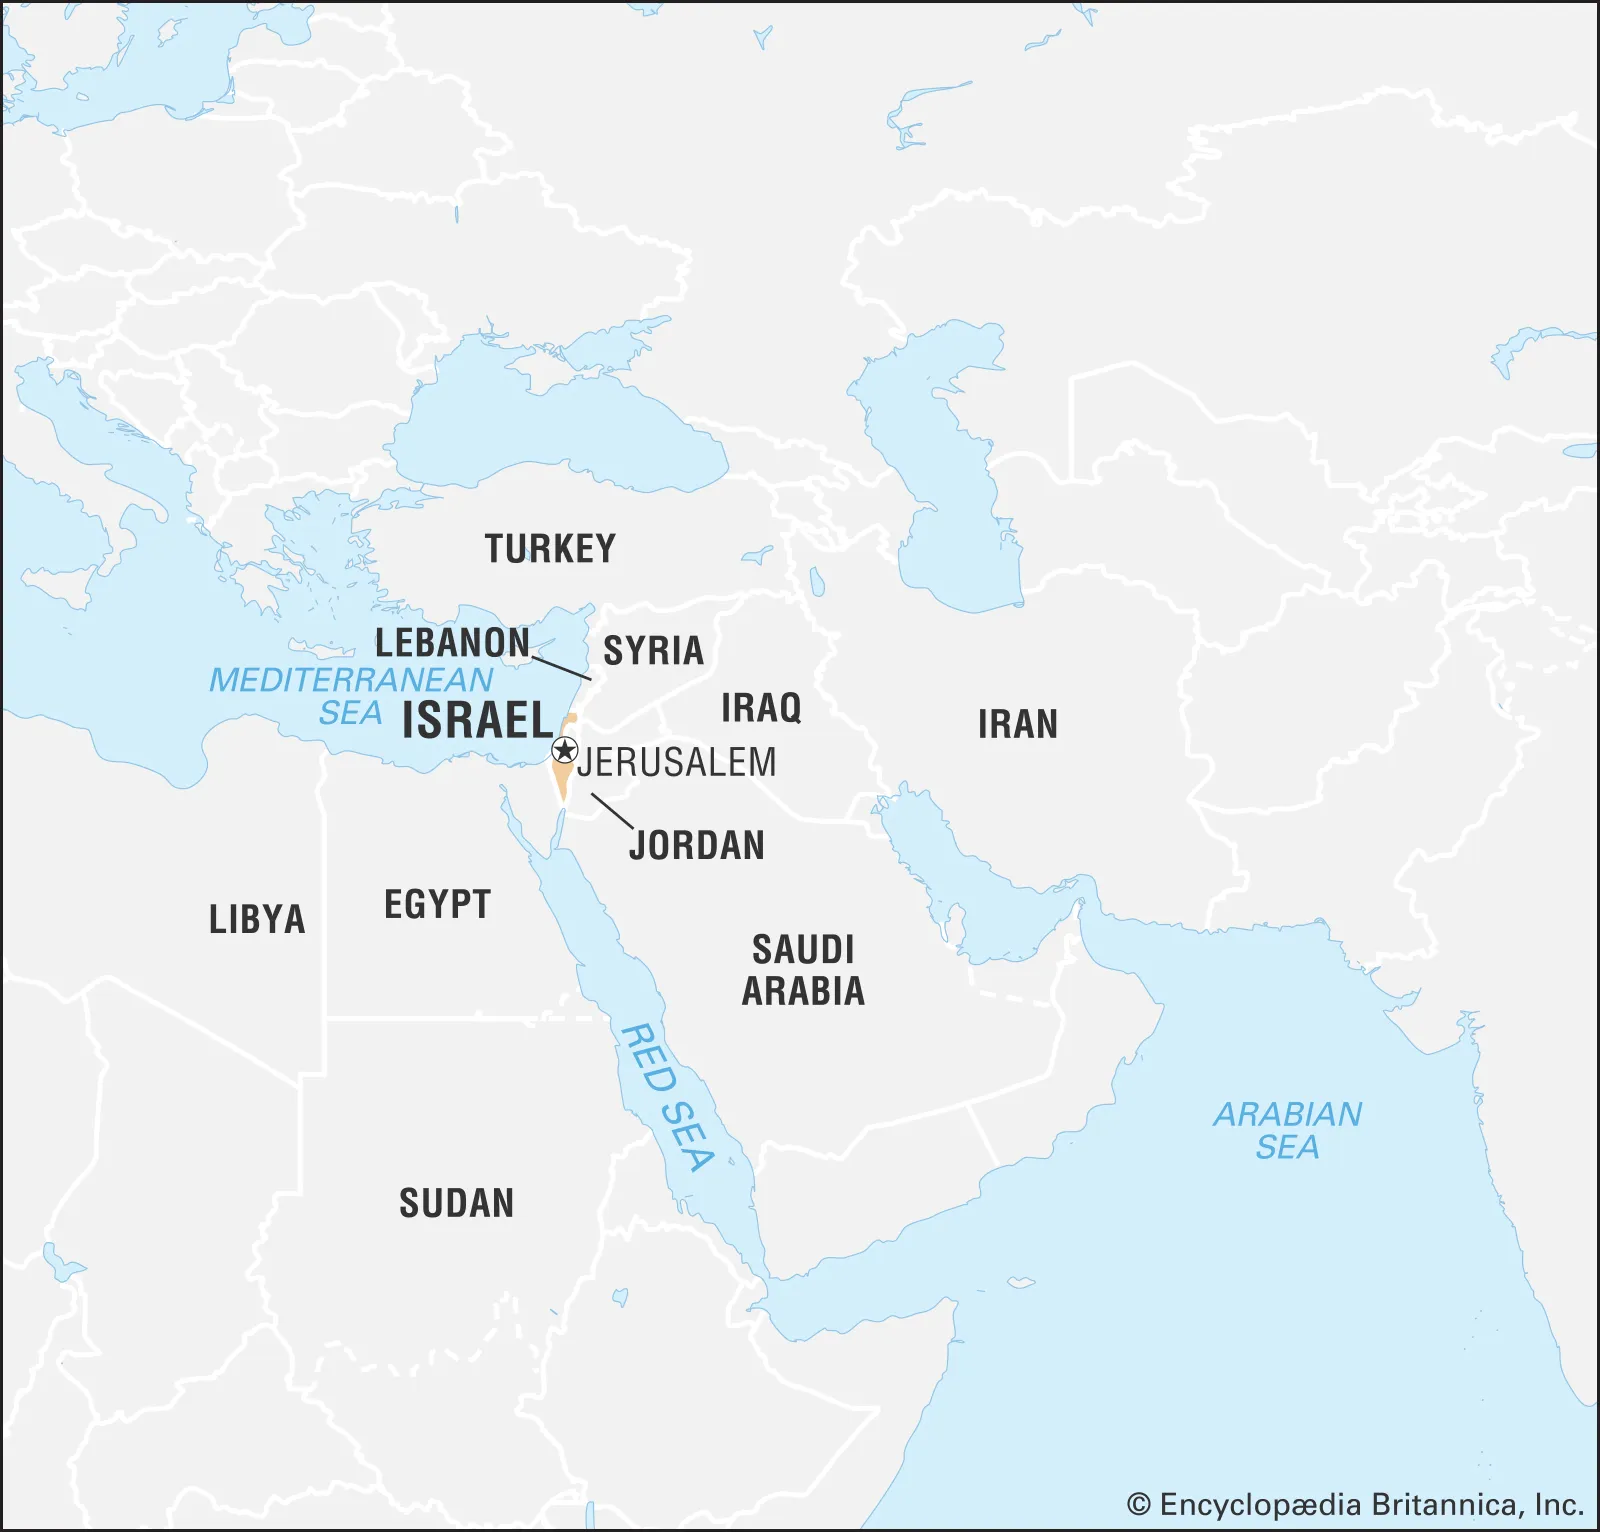 TURKEY
LEBANON
SYRIA
MEDITERRANEAN
SEA
ISRAEL
IRAQ
IRAN
JERUSALEM
JORDAN
LIBYA
EGYPT
SAUDI
ARABIA
RED SEA
ARABIAN
SEA
SUDAN
© Encyclopædia Britannica, Inc.